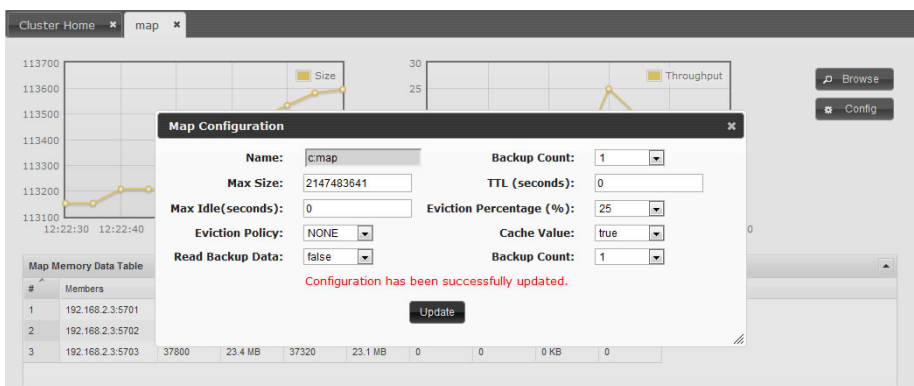 Cluster Home × map ×
113700
113600
113500
113400
113300
113200
113100
12:22:30 12:22:40
Size
30
25
Throughput
0
Browse
Config
Map Configuration ×
Name: c:map Backup Count: 1
Max Size: 2147483641 TTL (seconds): 0
Max Idle(seconds): 0 Eviction Percentage (%): 25
Eviction Policy: NONE Cache Value: true
Read Backup Data: false Backup Count: 1
Configuration has been successfully updated.
Update
Map Memory Data Table
# Members
1 192.168.2.3:5701
2 192.168.2.3:5702
3 192.168.2.3:5703 37800 23.4 MB 37320 23.1 MB 0 0 0 KB 0